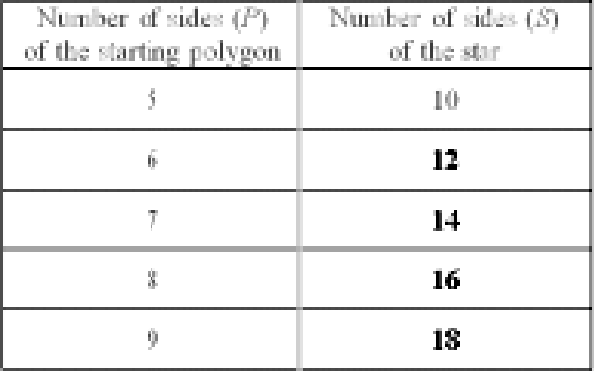 Number of sides (P) Number of sides (S)
of the starting polygon of the star
5 10
6 12
7 14
8 16
9 18